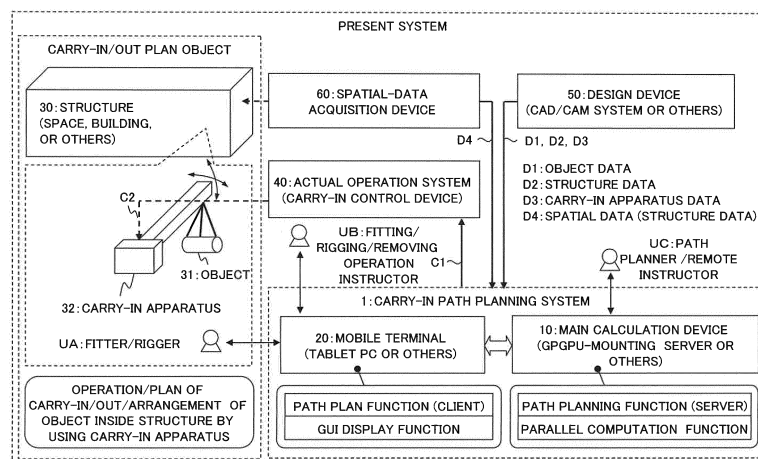 PRESENT SYSTEM
CARRY-IN/OUT PLAN OBJECT
30:STRUCTURE
(SPACE, BUILDING,
OR OTHERS)
60:SPATIAL-DATA
ACQUISITION DEVICE
50:DESIGN DEVICE
(CAD/CAM SYSTEM OR OTHERS)
D4
D1, D2, D3
D1:OBJECT DATA
D2:STRUCTURE DATA
D3:CARRY-IN APPARATUS DATA
D4:SPATIAL DATA (STRUCTURE DATA)
C2
40:ACTUAL OPERATION SYSTEM
(CARRY-IN CONTROL DEVICE)
31:OBJECT
32:CARRY-IN APPARATUS
UB:FITTING/
RIGGING/REMOVING
OPERATION
INSTRUCTOR
C1
UC:PATH
PLANNER /REMOTE
INSTRUCTOR
1:CARRY-IN PATH PLANNING SYSTEM
UA:FITTER/RIGGER
20:MOBILE TERMINAL
(TABLET PC OR OTHERS)
10:MAIN CALCULATION DEVICE
(GPGPU-MOUNTING SERVER OR
OTHERS)
OPERATION/PLAN OF
CARRY-IN/OUT/ARRANGEMENT OF
OBJECT INSIDE STRUCTURE BY
USING CARRY-IN APPARATUS
PATH PLAN FUNCTION (CLIENT)
GUI DISPLAY FUNCTION
PATH PLANNING FUNCTION (SERVER)
PARALLEL COMPUTATION FUNCTION